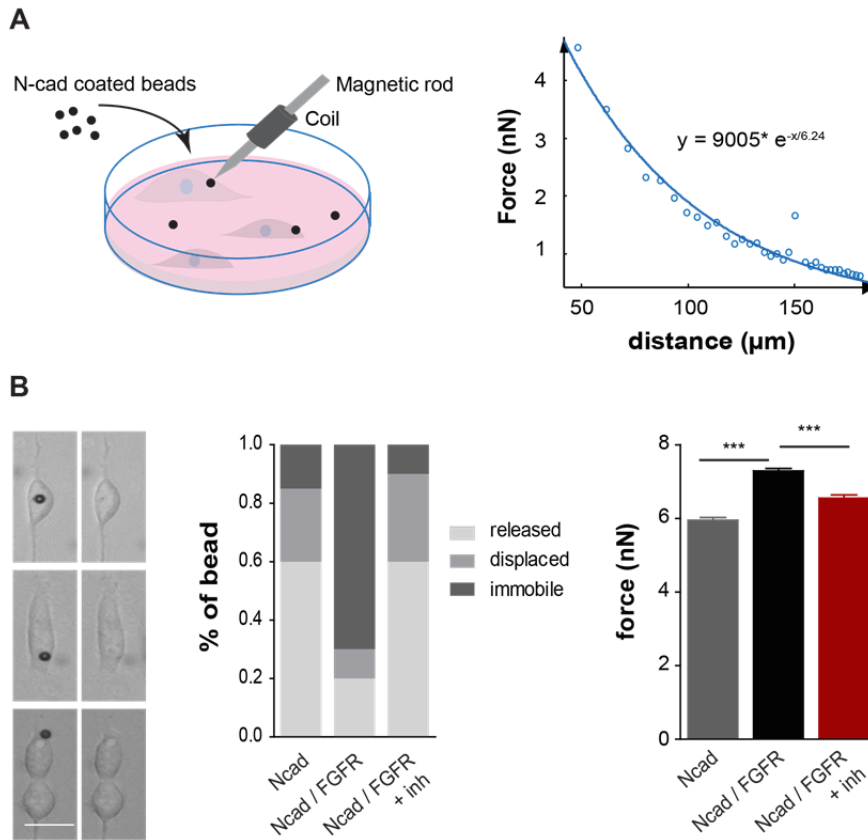 A
N-cad coated beads
Magnetic rod
Coil
Force (nN)
4
3
2
1
y = 9005* e-x/6.24
50
100
150
distance (µm)
B
% of bead
1.0
0.8
0.6
0.4
0.2
0.0
Ncad
Ncad / FGFR
Ncad / FGFR
+ inh
released
displaced
immobile
force (nN)
8
6
4
2
0
***
***
Ncad
Ncad / FGFR
Ncad / FGFR
+ inh